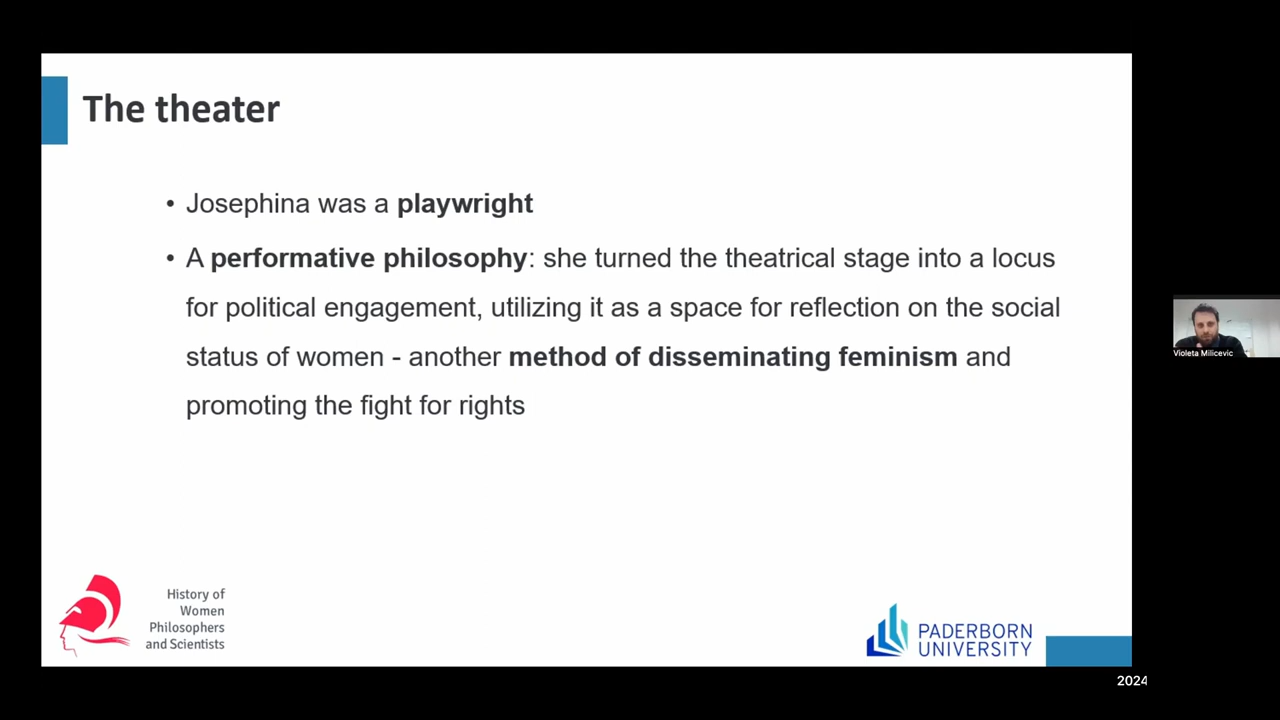 The theater
• Josephina was a playwright
• A performative philosophy: she turned the theatrical stage into a locus
for political engagement, utilizing it as a space for reflection on the social
status of women - another method of disseminating feminism and
promoting the fight for rights
Violeta Milicevic
History of
Women
Philosophers
and Scientists
PADERBORN
UNIVERSITY
2024